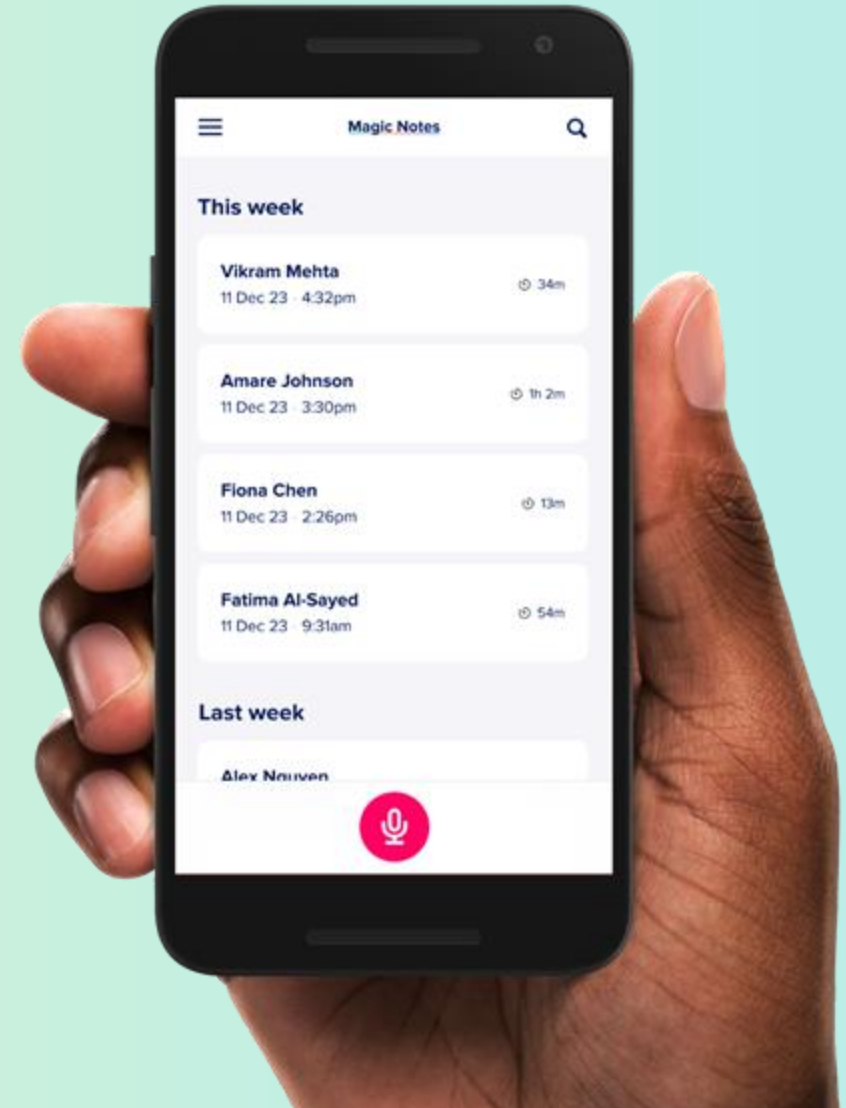 Magic Notes
This week
Vikram Mehta
11 Dec 23 · 4:32pm
34m
Amare Johnson
11 Dec 23 · 3:30pm
1h 2m
Fiona Chen
11 Dec 23 · 2:26pm
13m
Fatima Al-Sayed
11 Dec 23 · 9:31am
54m
Last week
Alex Nguyen